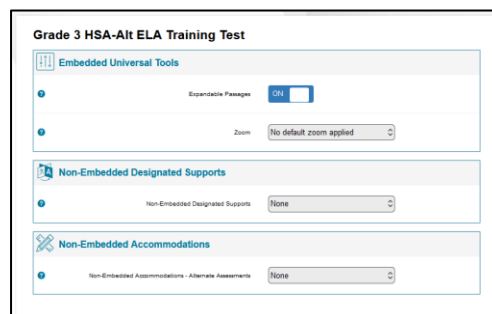 Grade 3 HSA-Alt ELA Training Test
Embedded Universal Tools
Expandable Passages ON
Zoom No default zoom applied
Non-Embedded Designated Supports
Non-Embedded Designated Supports None
Non-Embedded Accommodations
Non-Embedded Accommodations - Alternate Assessments None